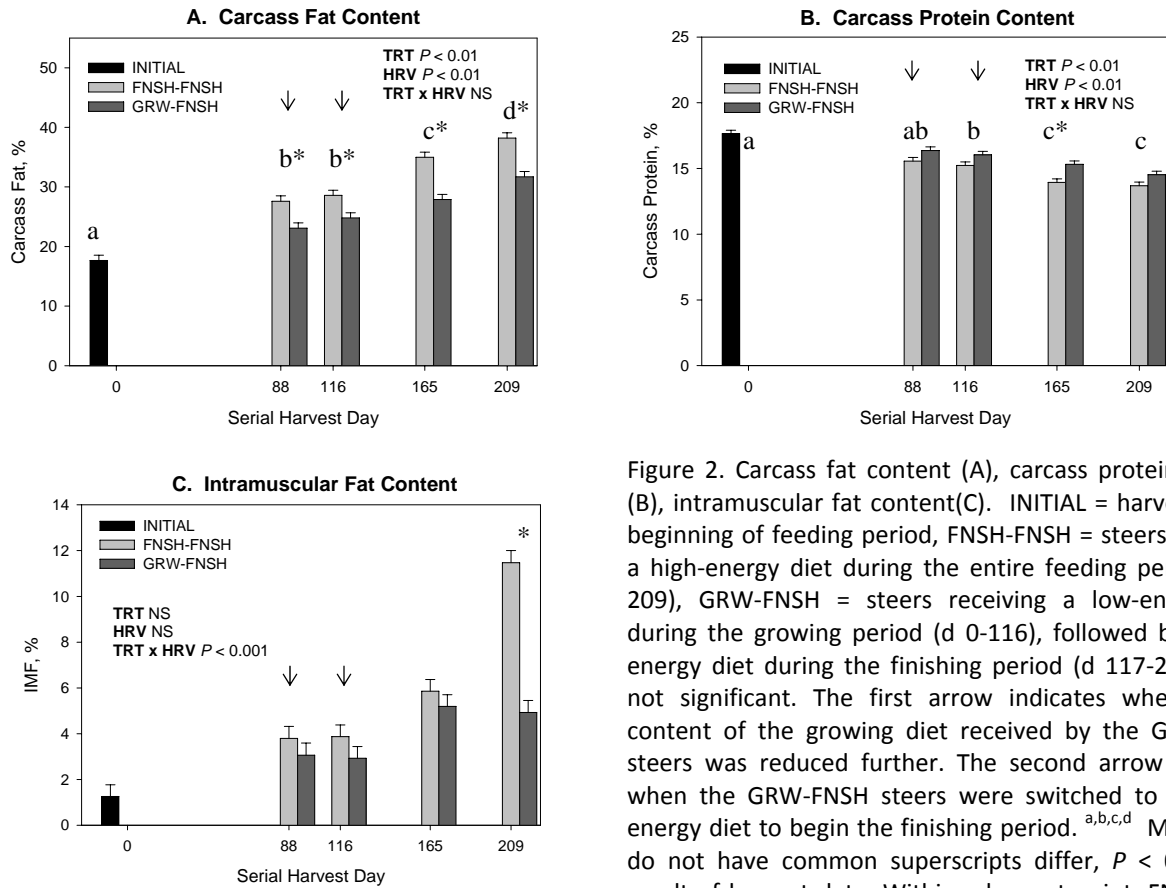 A. Carcass Fat Content
INITIAL
FNSH-FNSH
GRW-FNSH
TRT P < 0.01
HRV P < 0.01
TRT x HRV NS
a
b*
b*
c*
d*
50
40
30
20
10
0
Carcass Fat, %
0 88 116 165 209
Serial Harvest Day
B. Carcass Protein Content
INITIAL
FNSH-FNSH
GRW-FNSH
TRT P < 0.01
HRV P < 0.01
TRT x HRV NS
a
ab
b
c*
c
25
20
15
10
5
0
Carcass Protein, %
0 88 116 165 209
Serial Harvest Day
C. Intramuscular Fat Content
INITIAL
FNSH-FNSH
GRW-FNSH
TRT NS
HRV NS
TRT x HRV P < 0.001
*
14
12
10
8
6
4
2
0
IMF, %
0 88 116 165 209
Serial Harvest Day
Figure 2. Carcass fat content (A), carcass protein
(B), intramuscular fat content(C). INITIAL = harv
beginning of feeding period, FNSH-FNSH = steers
a high-energy diet during the entire feeding pe
209), GRW-FNSH = steers receiving a low-en
during the growing period (d 0-116), followed b
energy diet during the finishing period (d 117-2
not significant. The first arrow indicates whe
content of the growing diet received by the G
steers was reduced further. The second arrow
when the GRW-FNSH steers were switched to
energy diet to begin the finishing period. a,b,c,d M
do not have common superscripts differ, P <